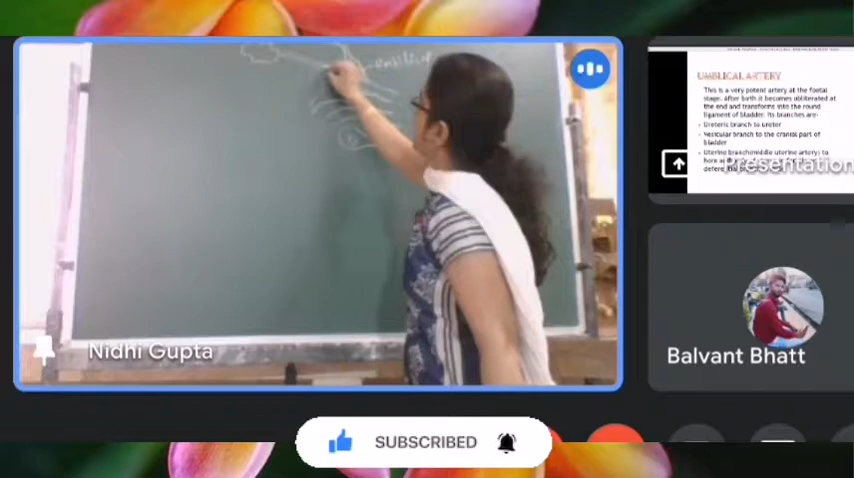 UMBLICAL ARTERY
This is a very potent artery at the foetal
stage. After birth it becomes obliterated at
the end and transforms into the round
ligament of bladder. Its branches are-
Ureteric branch to ureter
Vesicular branch to the cranial part of
bladder
Presentation
Nidhi Gupta
Balvant Bhatt
SUBSCRIBED